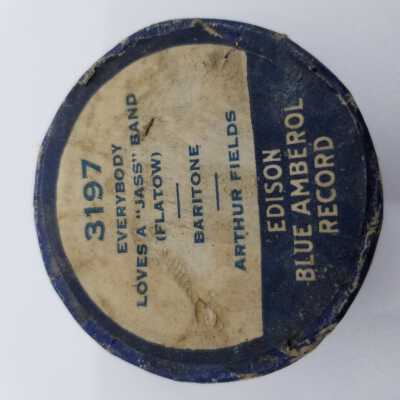 3197
EVERYBODY
LOVES A "JASS" BAND
(FLATOW)
BARITONE
ARTHUR FIELDS
EDISON
BLUE AMBEROL
RECORD